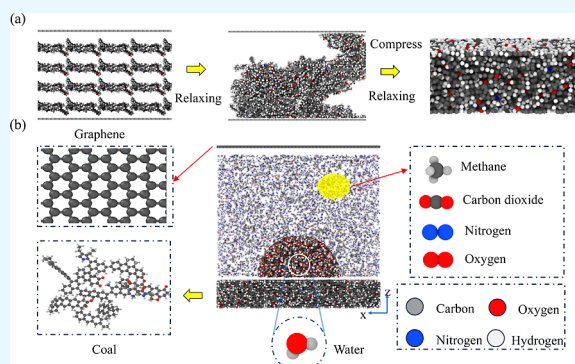 (a)
Compress
Relaxing
Relaxing
Graphene
(b)
Methane
Carbon dioxide
Nitrogen
Oxygen
Coal
Z
X
Water
Carbon
Oxygen
Nitrogen
Hydrogen